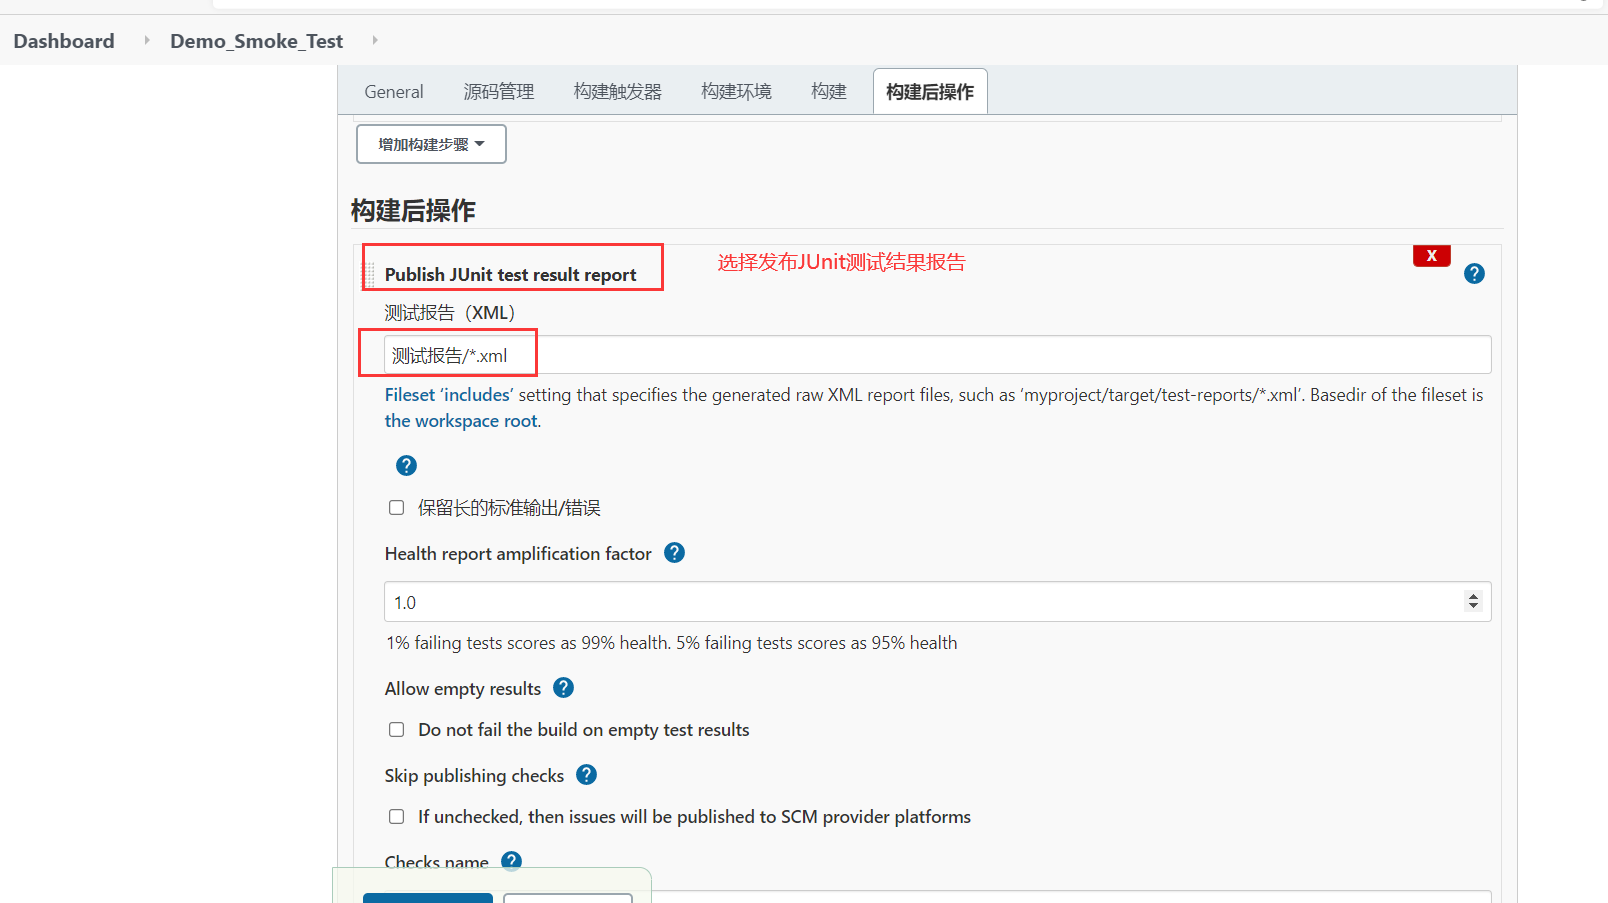 Dashboard Demo_Smoke_Test
General 源码管理 构建触发器 构建环境 构建 构建后操作
增加构建步骤
构建后操作
Publish JUnit test result report 选择发布JUnit测试结果报告 X
?
测试报告（XML）
测试报告/*.xml
Fileset ‘includes’ setting that specifies the generated raw XML report files, such as ‘myproject/target/test-reports/*.xml’. Basedir of the fileset is
the workspace root.
?
保留长的标准输出/错误
Health report amplification factor ?
1.0
1% failing tests scores as 99% health. 5% failing tests scores as 95% health
Allow empty results ?
Do not fail the build on empty test results
Skip publishing checks ?
If unchecked, then issues will be published to SCM provider platforms
Checks name ?